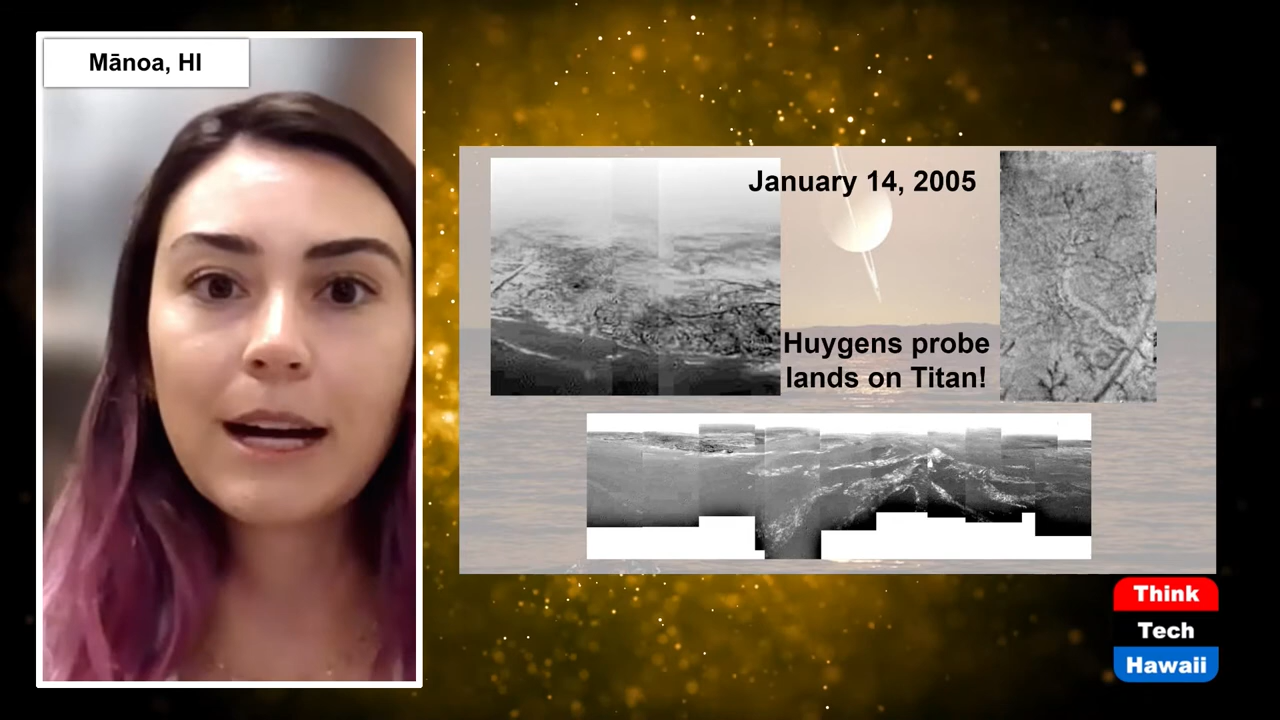 Mānoa, HI
January 14, 2005
Huygens probe
lands on Titan!
Think
Tech
Hawaii